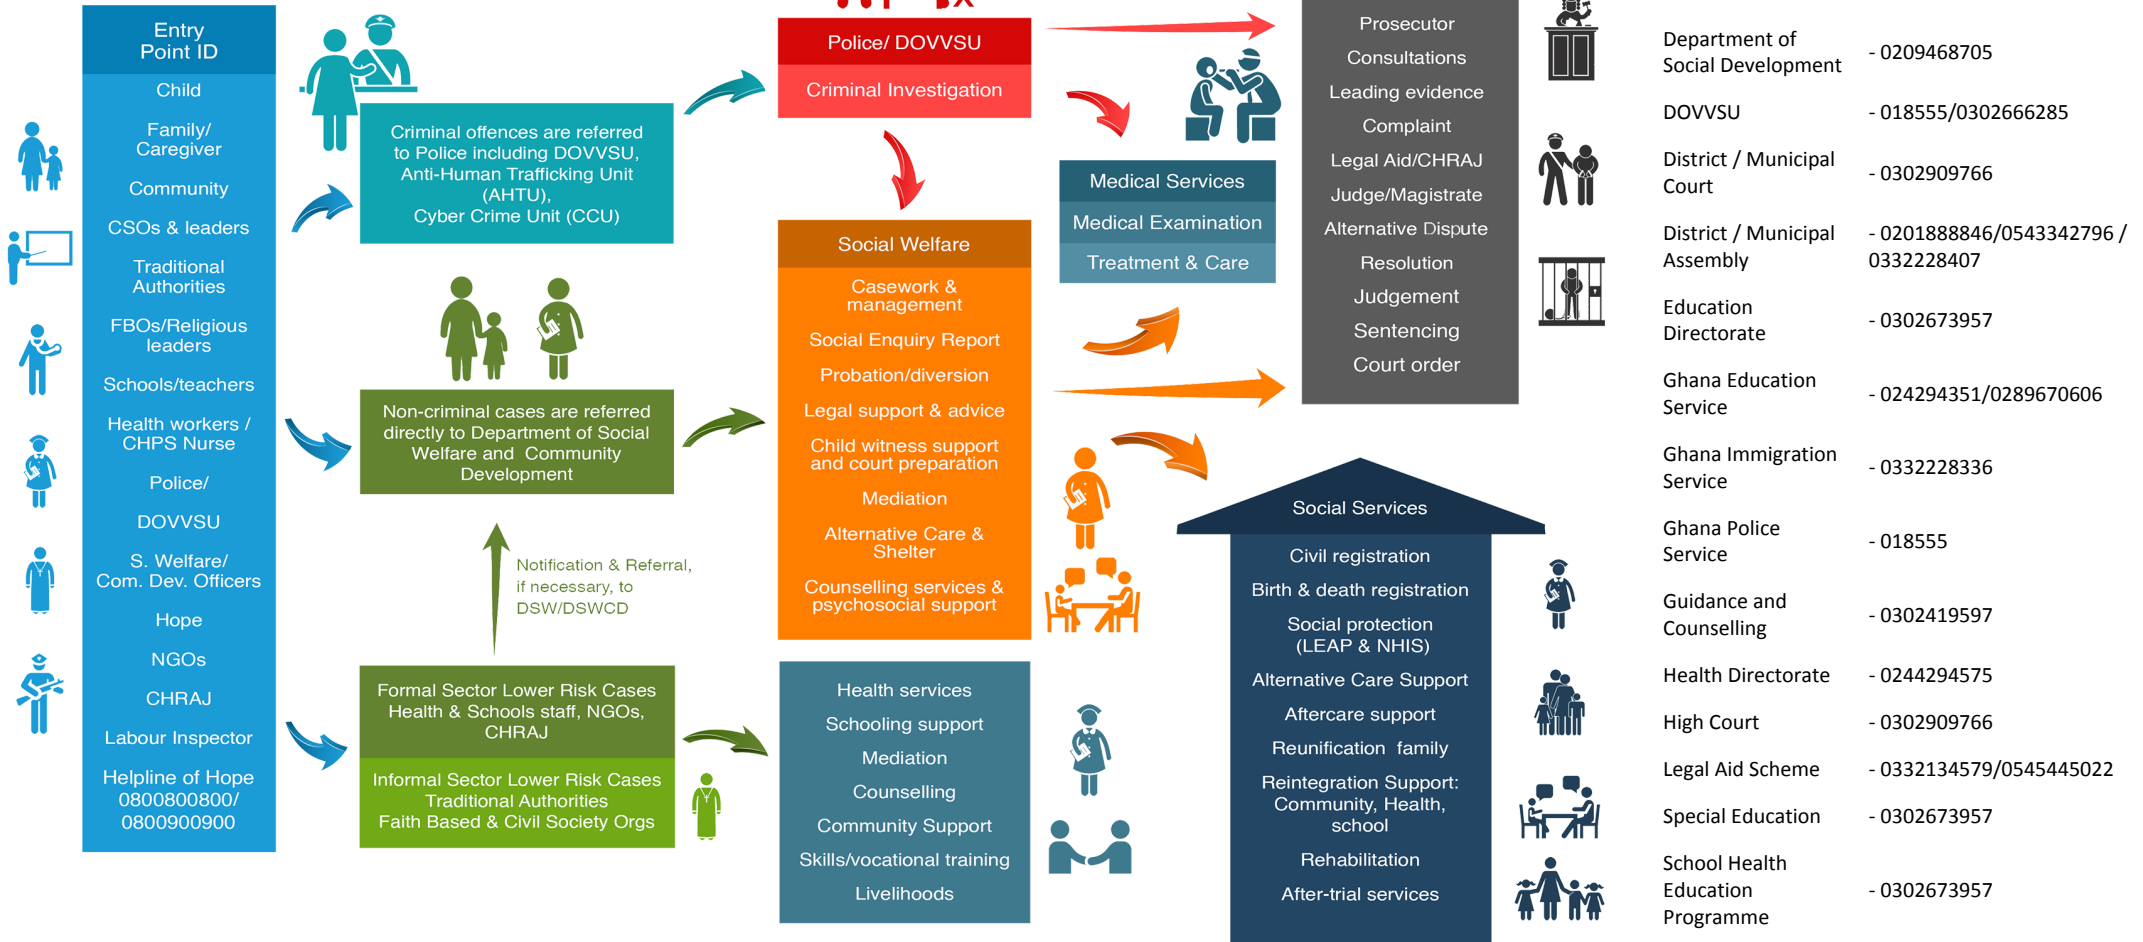 Entry
Point ID
Child
Family/
Caregiver
Community
CSOs & leaders
Traditional
Authorities
FBOs/Religious
leaders
Schools/teachers
Health workers /
CHPS Nurse
Police/
DOVVSU
S. Welfare/
Com. Dev. Officers
Hope
NGOs
CHRAJ
Labour Inspector
Helpline of Hope
0800800800/
0800900900
Criminal offences are referred
to Police including DOVVSU,
Anti-Human Trafficking Unit
(AHTU),
Cyber Crime Unit (CCU)
Non-criminal cases are referred
directly to Department of Social
Welfare and Community
Development
Notification & Referral,
if necessary, to
DSW/DSWCD
Formal Sector Lower Risk Cases
Health & Schools staff, NGOs,
CHRAJ
Informal Sector Lower Risk Cases
Traditional Authorities
Faith Based & Civil Society Orgs
Police/ DOVVSU
Criminal Investigation
Social Welfare
Casework &
management
Social Enquiry Report
Probation/diversion
Legal support & advice
Child witness support
and court preparation
Mediation
Alternative Care &
Shelter
Counselling services &
psychosocial support
Health services
Schooling support
Mediation
Counselling
Community Support
Skills/vocational training
Livelihoods
Medical Services
Medical Examination
Treatment & Care
Prosecutor
Consultations
Leading evidence
Complaint
Legal Aid/CHRAJ
Judge/Magistrate
Alternative Dispute
Resolution
Judgement
Sentencing
Court order
Social Services
Civil registration
Birth & death registration
Social protection
(LEAP & NHIS)
Alternative Care Support
Aftercare support
Reunification family
Reintegration Support:
Community, Health,
school
Rehabilitation
After-trial services
Department of
Social Development - 0209468705
DOVVSU - 018555/0302666285
District / Municipal
Court - 0302909766
District / Municipal - 0201888846/0543342796 /
Assembly 0332228407
Education
Directorate - 0302673957
Ghana Education
Service - 024294351/0289670606
Ghana Immigration
Service - 0332228336
Ghana Police
Service - 018555
Guidance and
Counselling - 0302419597
Health Directorate - 0244294575
High Court - 0302909766
Legal Aid Scheme - 0332134579/0545445022
Special Education - 0302673957
School Health
Education - 0302673957
Programme